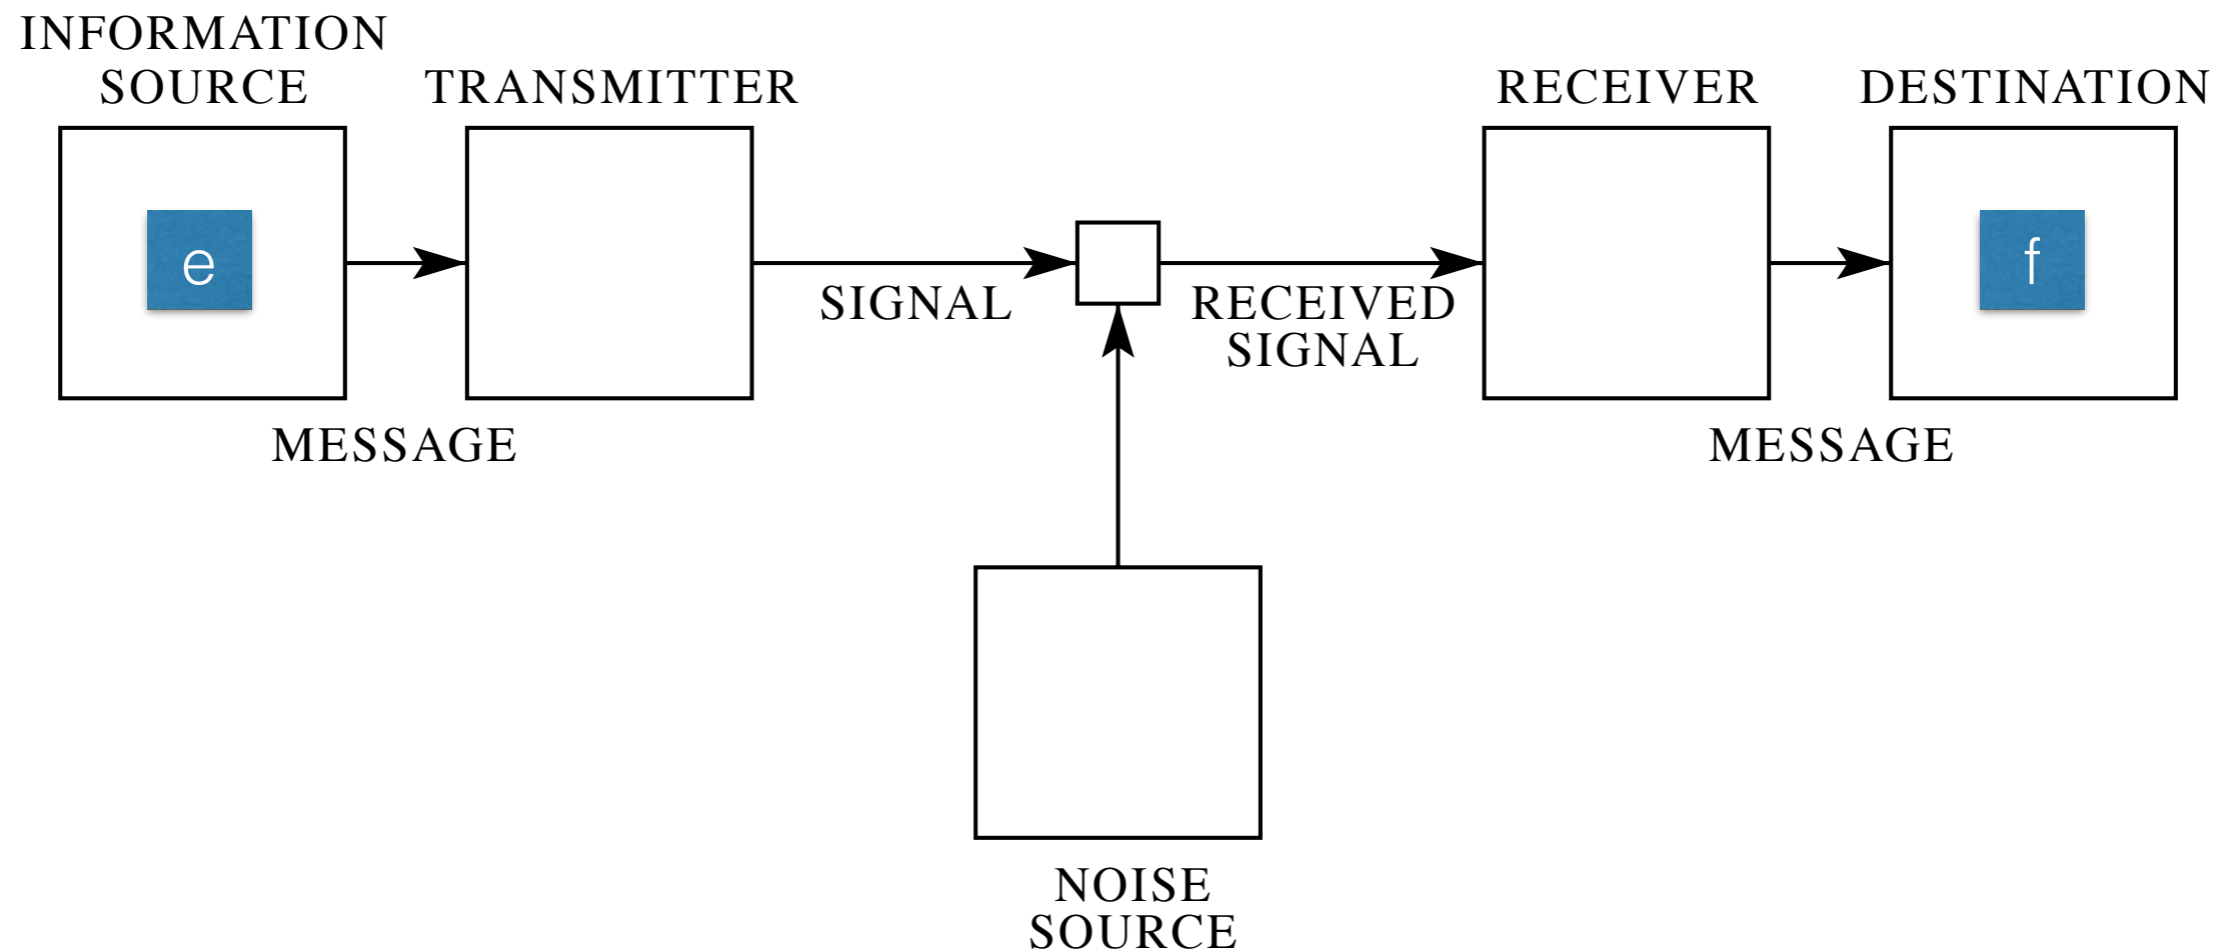 INFORMATION
SOURCE
TRANSMITTER
RECEIVER
DESTINATION
e
f
SIGNAL
RECEIVED
SIGNAL
MESSAGE
MESSAGE
NOISE
SOURCE